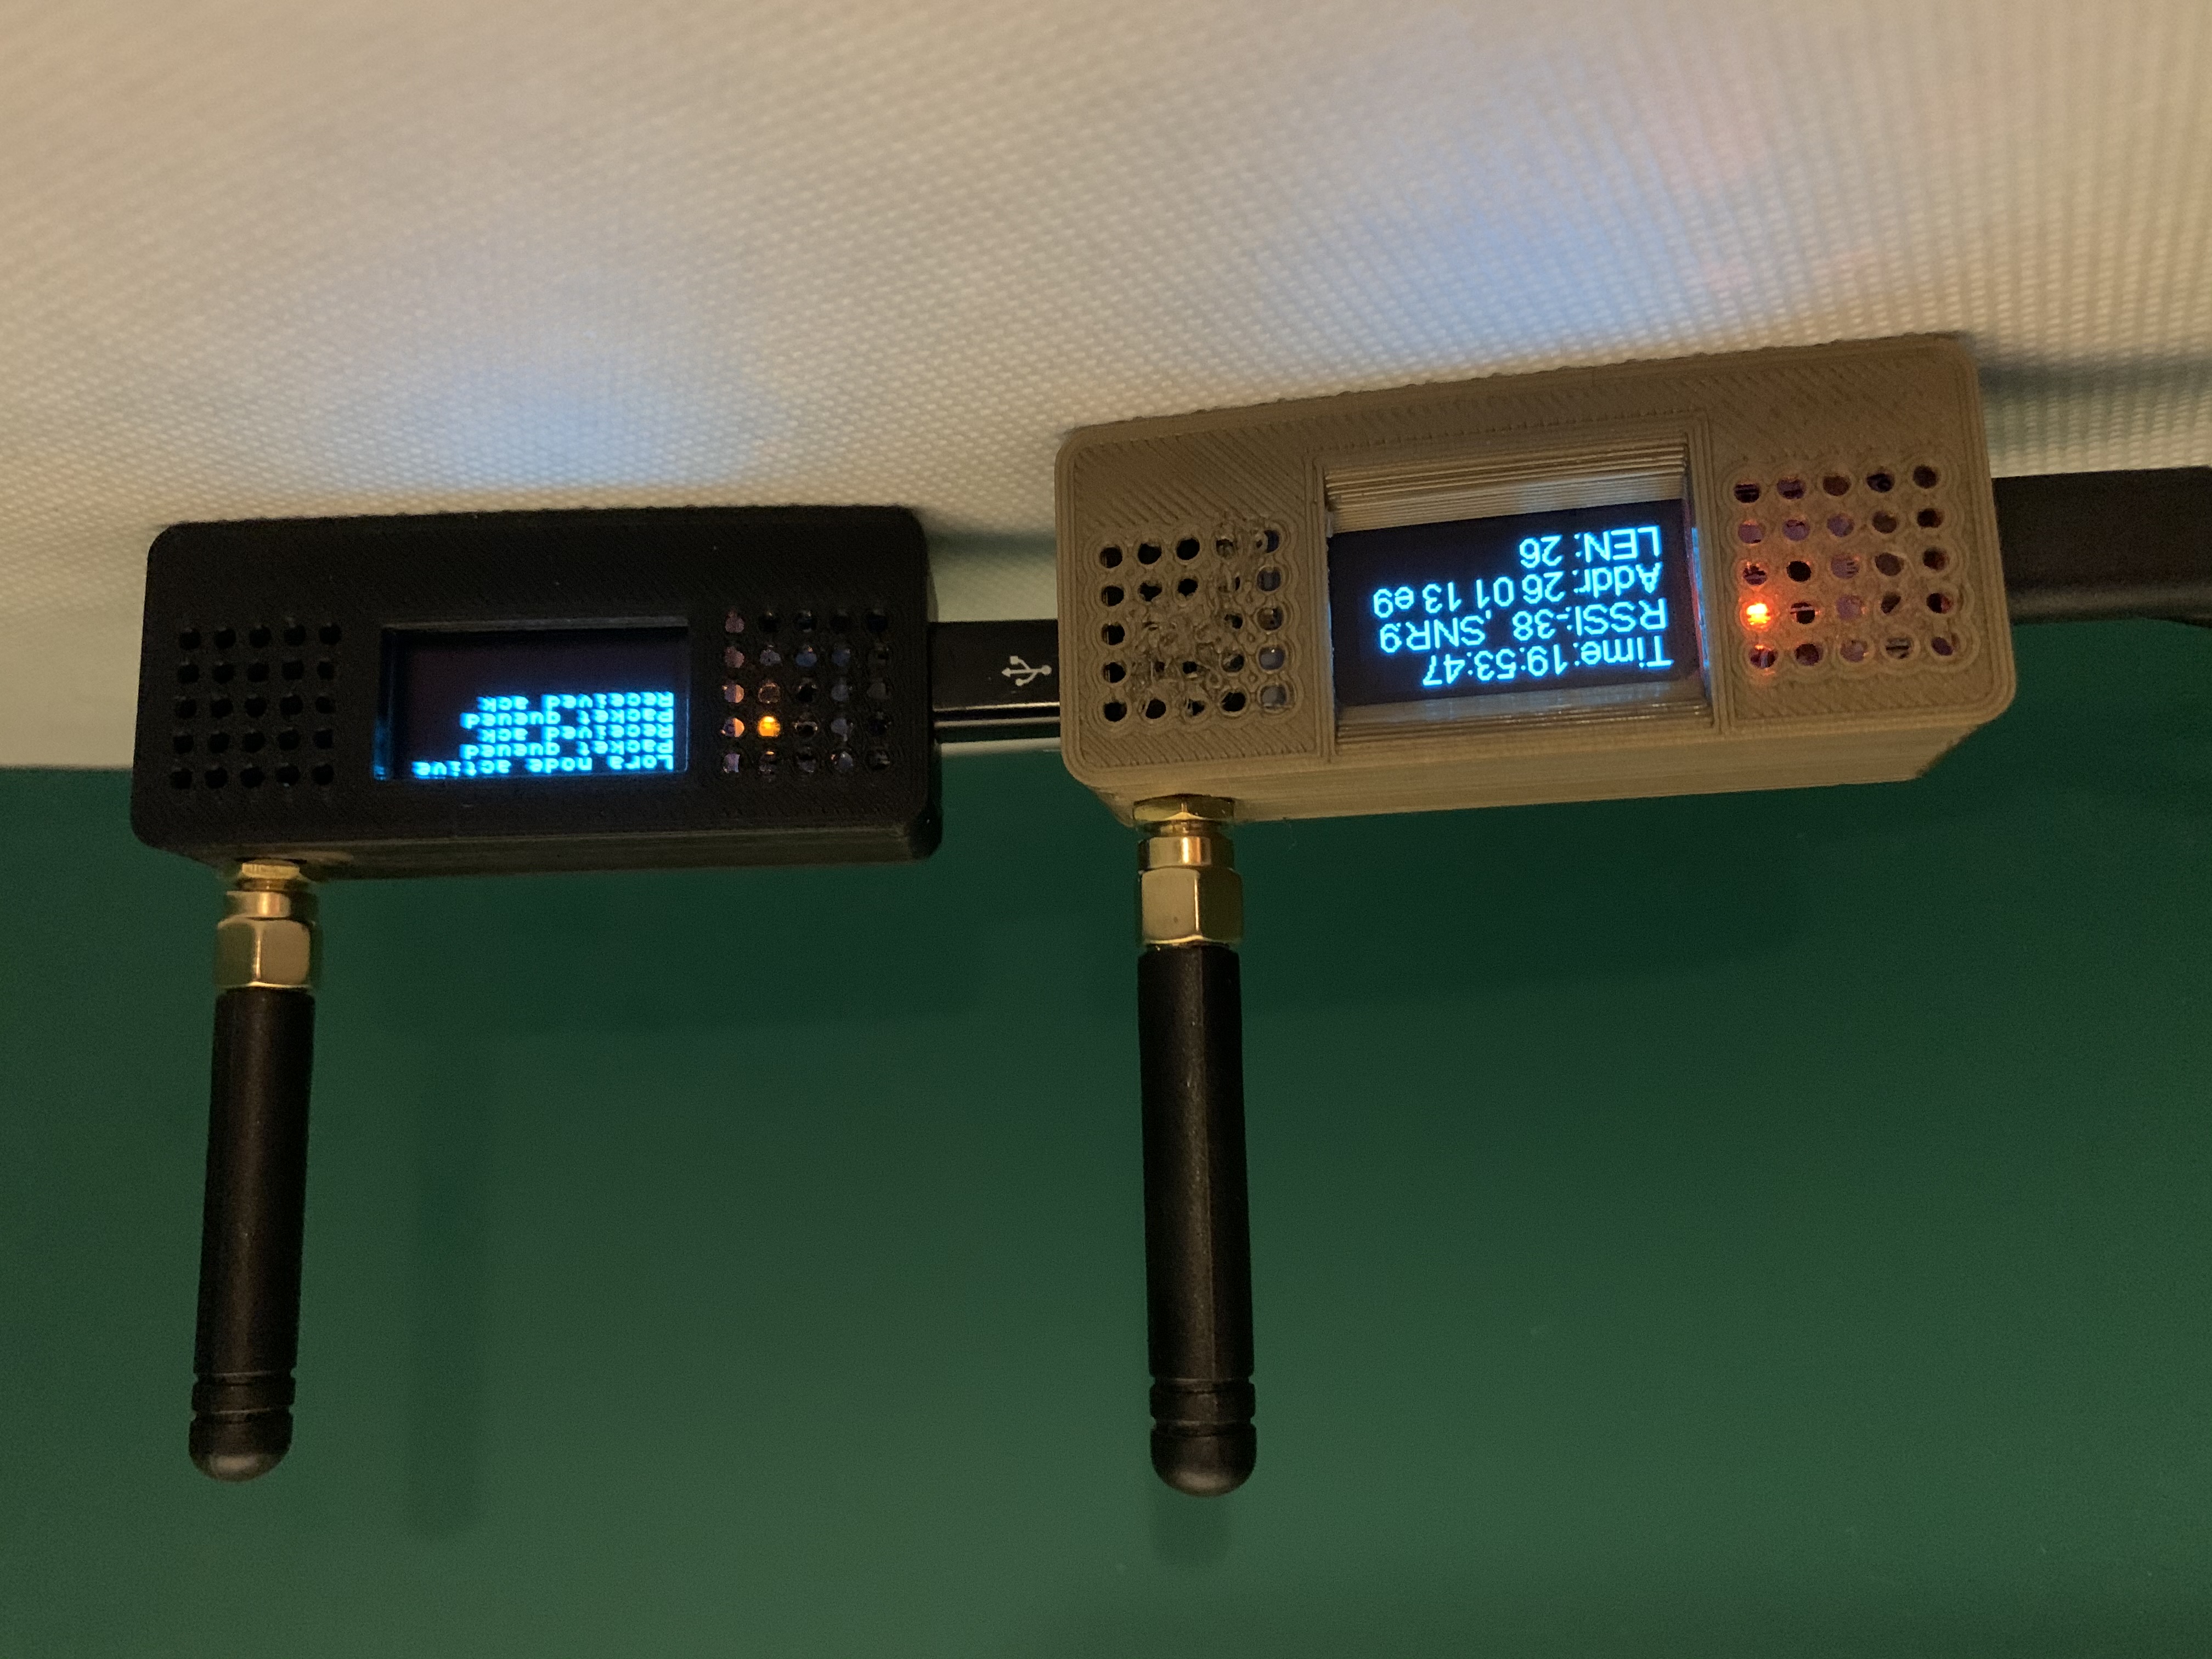 Time: 19:53:47
RSSI:-38 ,SNR:9
Addr: 26 01 13 e9
LEN: 26
Lora node active
Packet queued
Received ack
Packet queued
Received ack